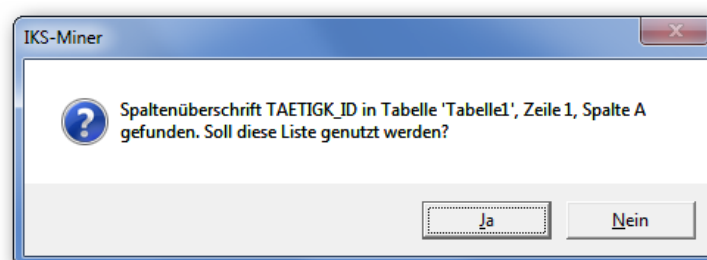 IKS-Miner
Spaltenüberschrift TAETIGK_ID in Tabelle 'Tabelle1', Zeile 1, Spalte A
gefunden. Soll diese Liste genutzt werden?
Ja
Nein